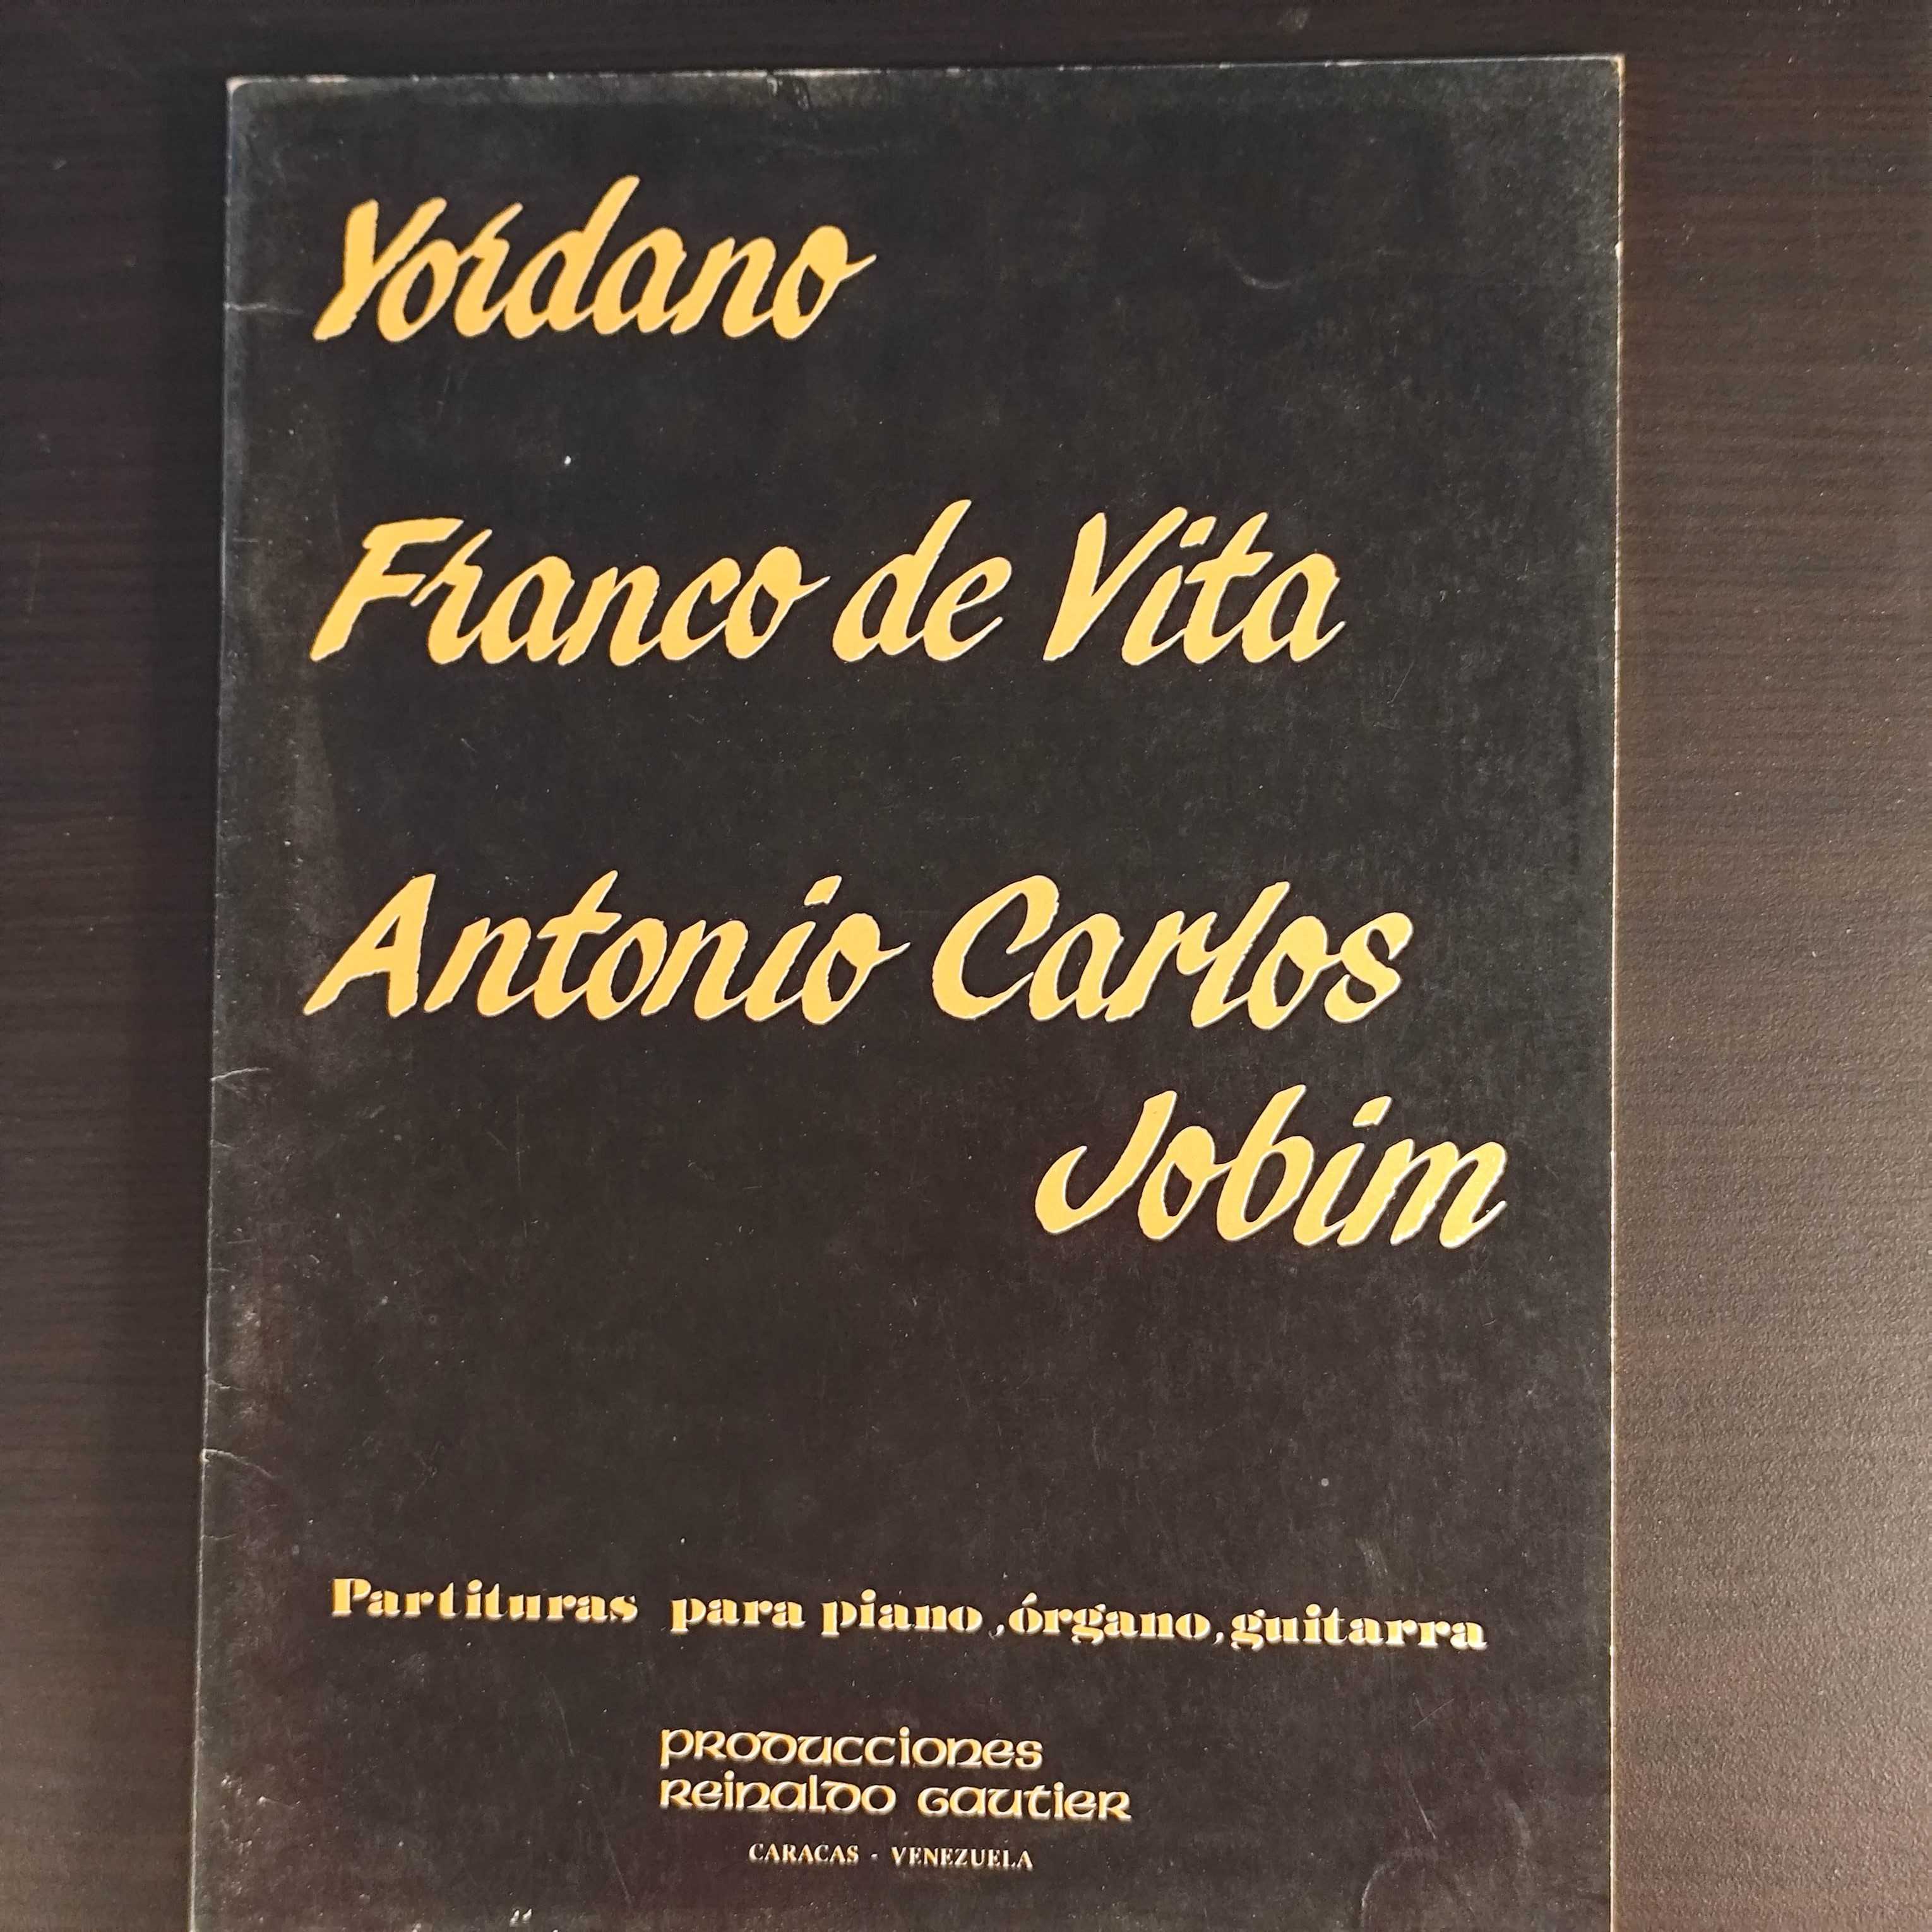 Yordano
Franco de Vita
Antonio Carlos
Jobim
Partituras para piano, órgano, guitarra
PRODUCCIONES
REINALDO GAUTIER
CARACAS - VENEZUELA